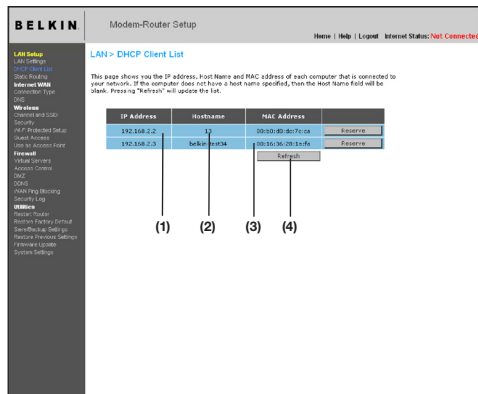 BELKIN.
Modem-Router Setup
Home | Help | Logout Internet Status: Not Connected
LAN Setup
LAN Settings
DHCP Client List
Static Routing
Internet WAN
Connection Type
DNS
Wireless
Channel and SSID
Security
Wi-Fi Protected Setup
Guest Access
Use as Access Point
Firewall
Virtual Servers
Access Control
DMZ
DDNS
WAN Ping Blocking
Security Log
Utilities
Restart Router
Restore Factory Default
Save/Backup Settings
Restore Previous Settings
Firmware Update
System Settings
LAN > DHCP Client List
This page shows you the IP address, Host Name and MAC address of each computer that is connected to
your network. If the computer does not have a host name specified, then the Host Name field will be
blank. Pressing "Refresh" will update the list.
IP Address Hostname MAC Address
192.168.2.2 Reserve
192.168.2.3 Reserve
Refresh
(1) (2) (3) (4)